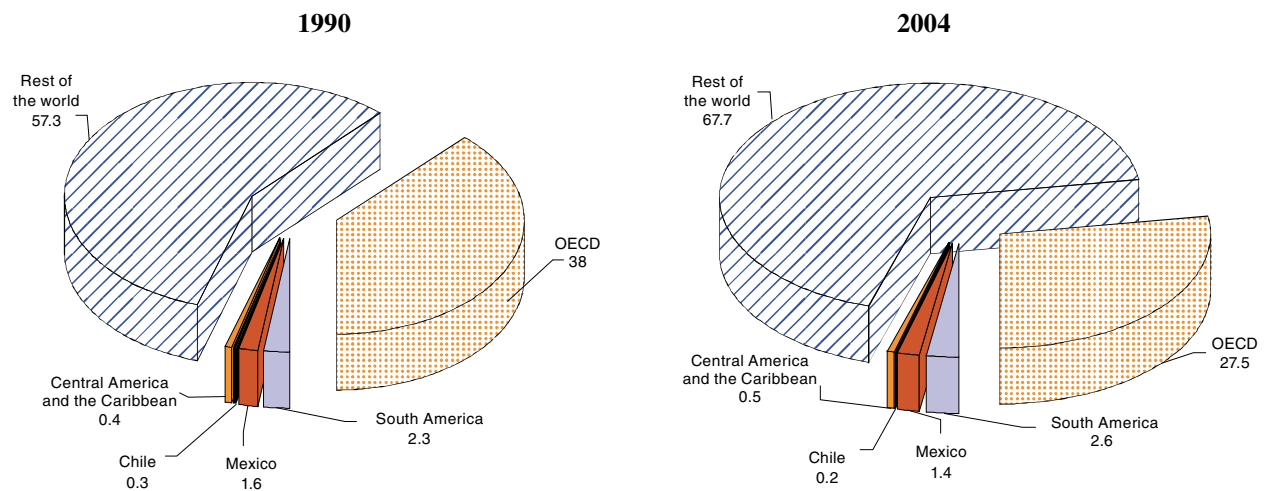 1990
Rest of
the world
57.3
OECD
38
Central America
and the Caribbean
0.4
South America
2.3
Chile
0.3
Mexico
1.6
2004
Rest of
the world
67.7
OECD
27.5
Central America
and the Caribbean
0.5
South America
2.6
Chile
0.2
Mexico
1.4